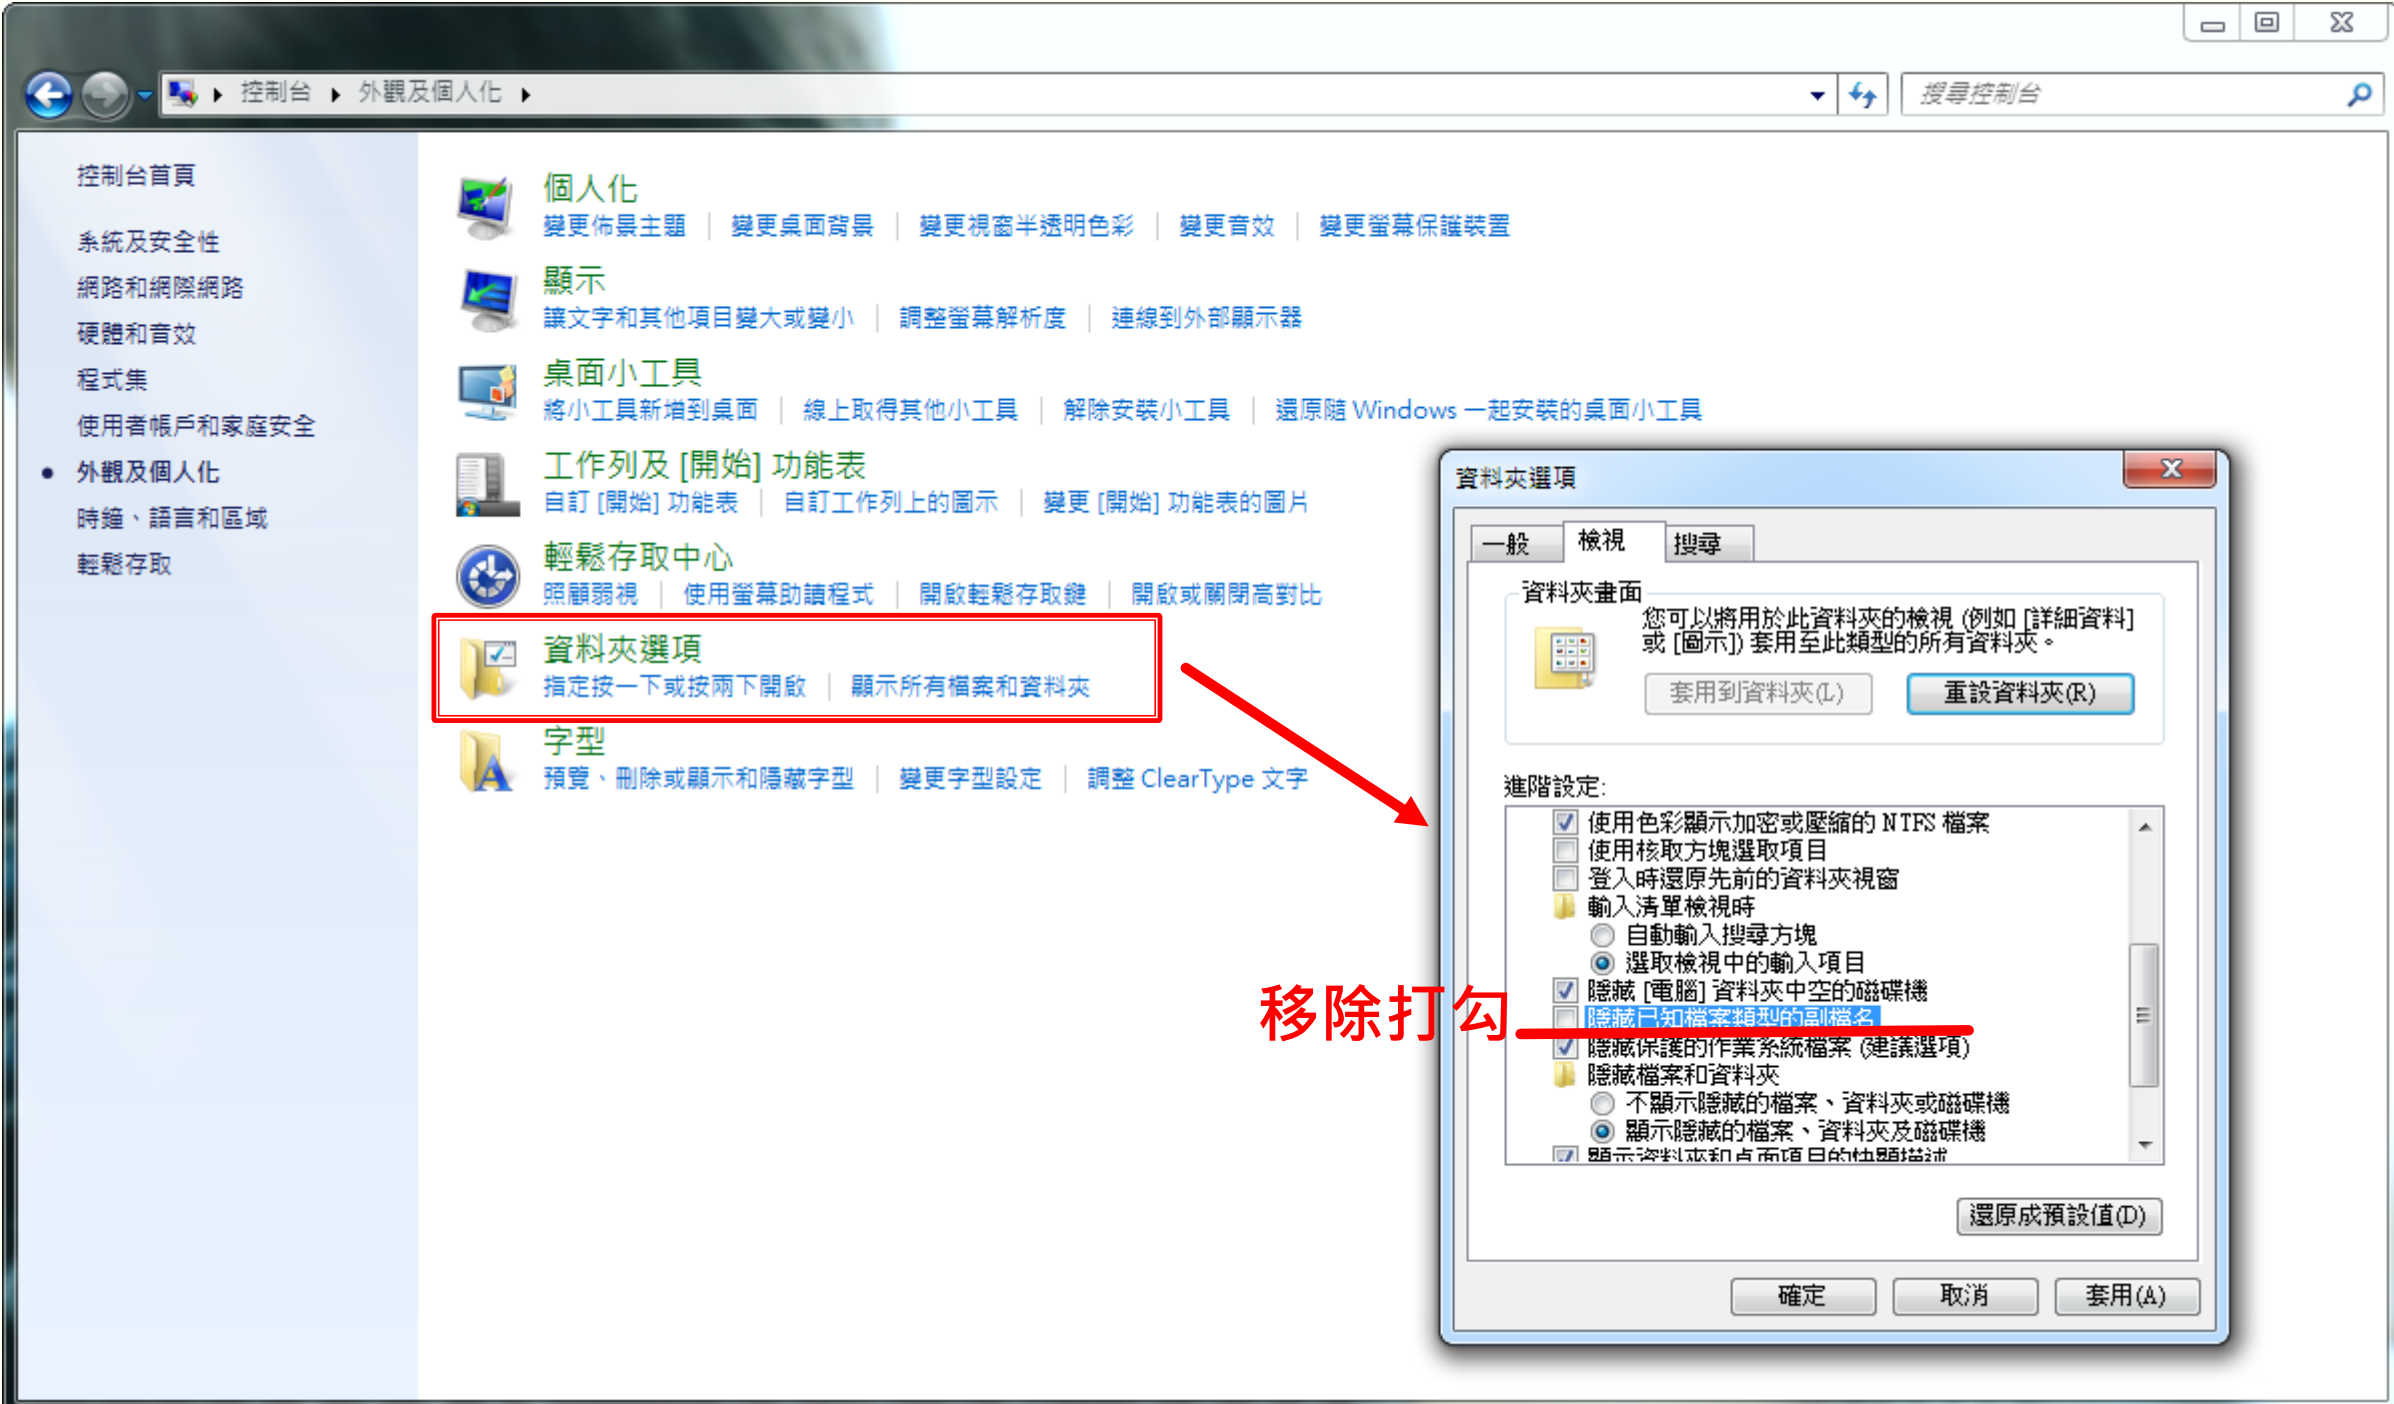 控制台 外觀及個人化
搜尋控制台
控制台首頁
系統及安全性
網路和網際網路
硬體和音效
程式集
使用者帳戶和家庭安全
外觀及個人化
時鐘、語言和區域
輕鬆存取
個人化
變更佈景主題 變更桌面背景 變更視窗半透明色彩 變更音效 變更螢幕保護裝置
顯示
讓文字和其他項目變大或變小 調整螢幕解析度 連線到外部顯示器
桌面小工具
將小工具新增到桌面 線上取得其他小工具 解除安裝小工具 還原隨 Windows 一起安裝的桌面小工具
工作列及 [開始] 功能表
自訂 [開始] 功能表 自訂工作列上的圖示 變更 [開始] 功能表的圖片
輕鬆存取中心
照顧弱視 使用螢幕助讀程式 開啟輕鬆存取鍵 開啟或關閉高對比
資料夾選項
指定按一下或按兩下開啟 顯示所有檔案和資料夾
字型
預覽、刪除或顯示和隱藏字型 變更字型設定 調整 ClearType 文字
移除打勾
資料夾選項
一般 檢視 搜尋
資料夾畫面
您可以將用於此資料夾的檢視 (例如 [詳細資料]
或 [圖示]) 套用至此類型的所有資料夾。
套用到資料夾(L) 重設資料夾(R)
進階設定:
使用色彩顯示加密或壓縮的 NTFS 檔案
使用核取方塊選取項目
登入時還原先前的資料夾視窗
輸入清單檢視時
自動輸入搜尋方塊
選取檢視中的輸入項目
隱藏 [電腦] 資料夾中空的磁碟機
隱藏已知檔案類型的副檔名
隱藏保護的作業系統檔案 (建議選項)
隱藏檔案和資料夾
不顯示隱藏的檔案、資料夾或磁碟機
顯示隱藏的檔案、資料夾及磁碟機
顯示資料夾和桌面項目的快顯描述
還原成預設值(D)
確定 取消 套用(A)